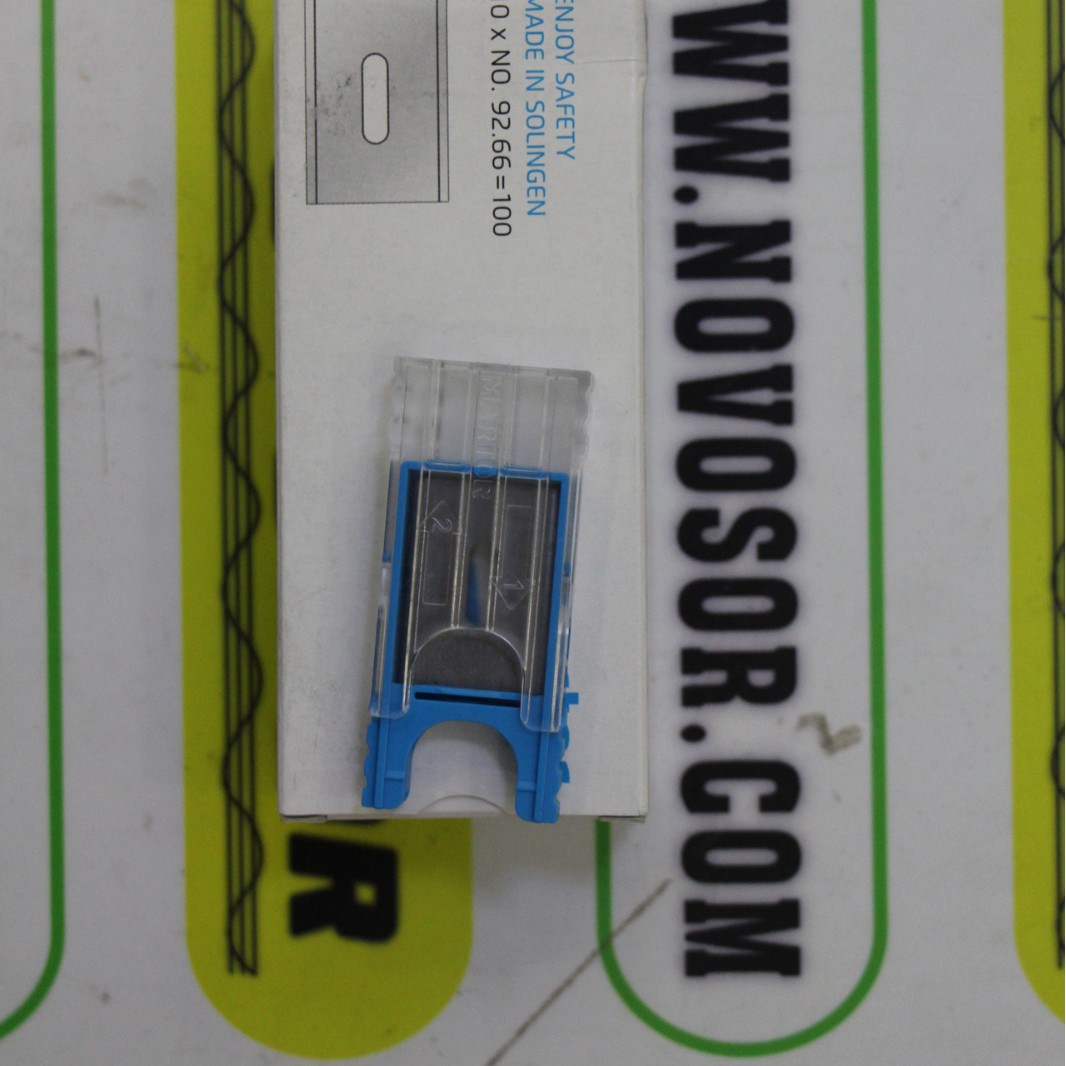 ENJOY SAFETY
MADE IN SOLINGEN
0 x NO. 92.66=100
WWW.NOVOSOR.COM
MARTOR
2
1
R